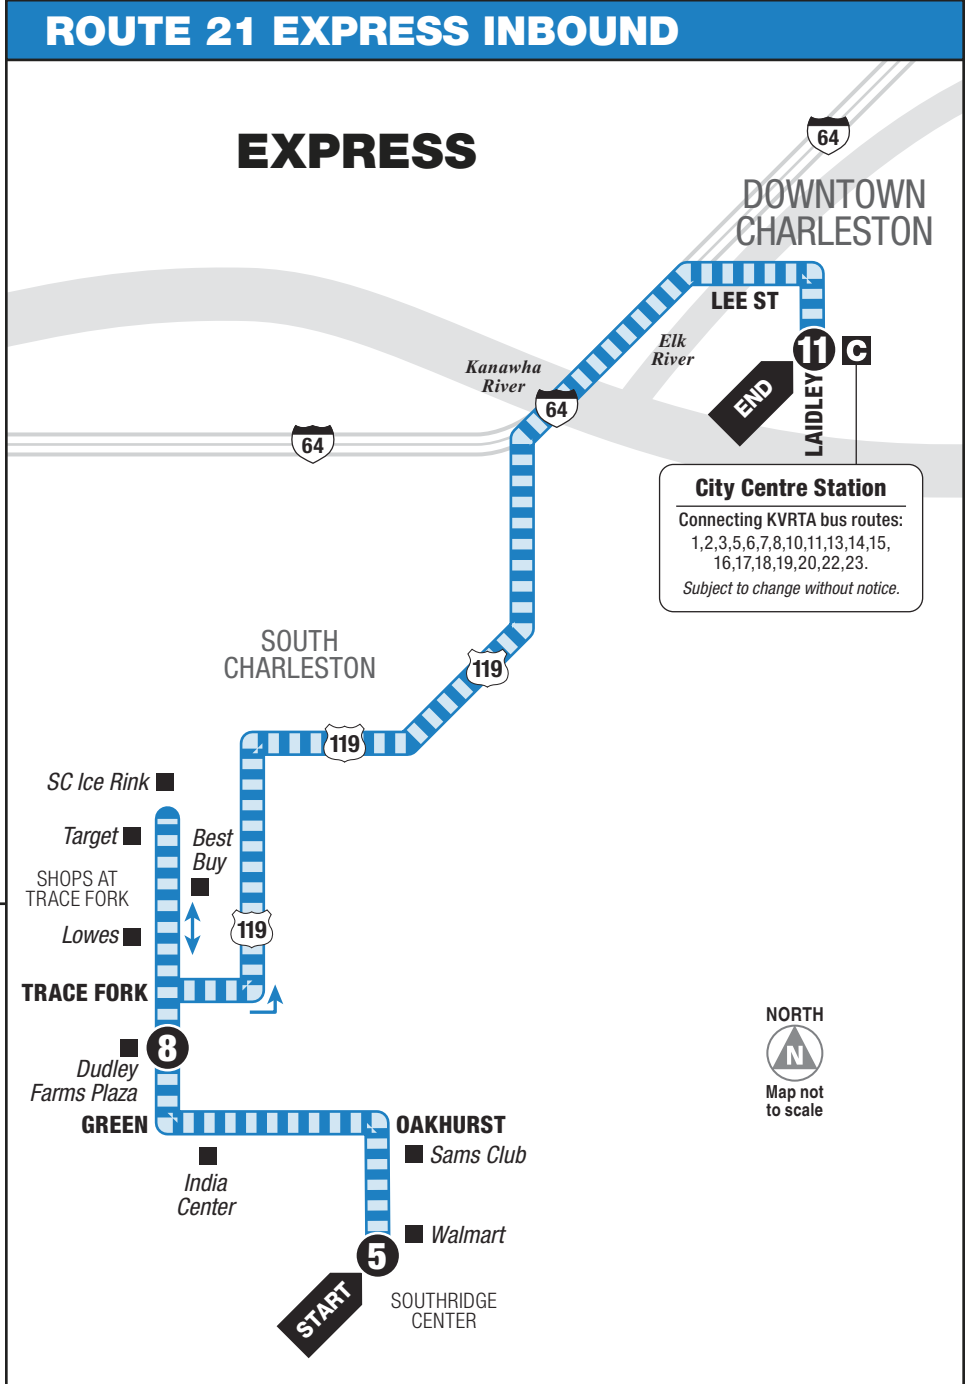 ROUTE 21 EXPRESS INBOUND
EXPRESS
64
DOWNTOWN
CHARLESTON
LEE ST
Elk
River
11
C
Kanawha
River
END
64
LAIDLEY
64
City Centre Station
Connecting KVRTA bus routes:
1,2,3,5,6,7,8,10,11,13,14,15,
16,17,18,19,20,22,23.
Subject to change without notice.
SOUTH
CHARLESTON
119
119
SC Ice Rink
Target
Best
Buy
SHOPS AT
TRACE FORK
Lowes
119
TRACE FORK
NORTH
N
Map not
to scale
8
Dudley
Farms Plaza
GREEN
OAKHURST
Sams Club
India
Center
Walmart
5
START
SOUTHRIDGE
CENTER